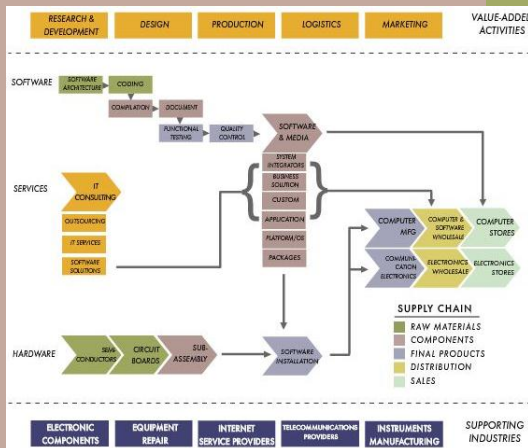 RESEARCH &
DEVELOPMENT
DESIGN
PRODUCTION
LOGISTICS
MARKETING
VALUE-ADDED
ACTIVITIES
SOFTWARE
SOFTWARE
ARCHITECTURE
CODING
COMPILATION
DOCUMENT
FUNCTIONAL
TESTING
QUALITY
CONTROL
SOFTWARE
& MEDIA
SYSTEM
INTEGRATORS
BUSINESS
SOLUTION
CUSTOM
APPLICATION
PLATFORM/OS
PACKAGES
SERVICES
IT
CONSULTING
OUTSOURCING
IT SERVICES
SOFTWARE
SOLUTIONS
COMPUTER
MFG
COMPUTER &
SOFTWARE
WHOLESALE
COMPUTER
STORES
COMMUNI-
CATION
ELECTRONICS
ELECTRONICS
WHOLESALE
ELECTRONICS
STORES
HARDWARE
SEMI-
CONDUCTORS
CIRCUIT
BOARDS
SUB-
ASSEMBLY
SOFTWARE
INSTALLATION
SUPPLY CHAIN
RAW MATERIALS
COMPONENTS
FINAL PRODUCTS
DISTRIBUTION
SALES
ELECTRONIC
COMPONENTS
EQUIPMENT
REPAIR
INTERNET
SERVICE PROVIDERS
TELECOMMUNICATIONS
PROVIDERS
INSTRUMENTS
MANUFACTURING
SUPPORTING
INDUSTRIES